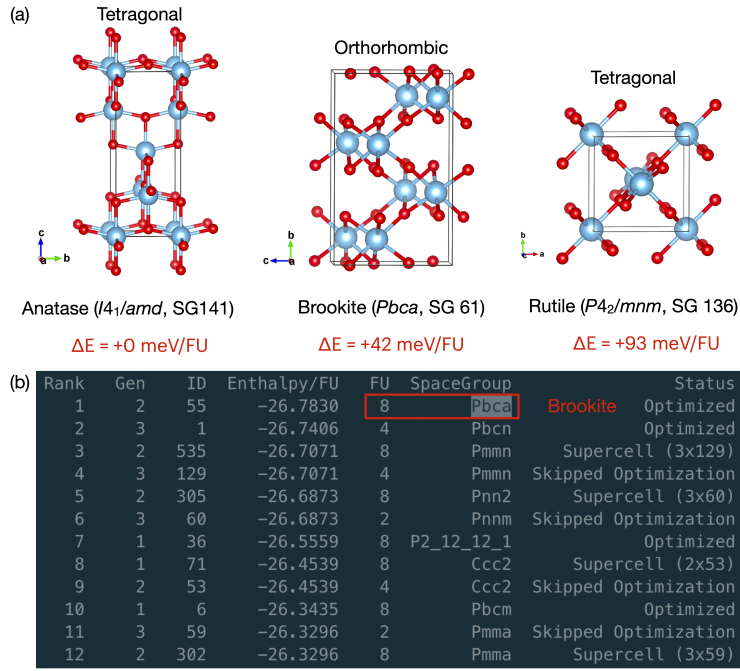 (a)
Tetragonal
Orthorhombic
Tetragonal
c
a
b
b
c
a
b
c
a
Anatase (I4₁/amd, SG141)
Brookite (Pbca, SG 61)
Rutile (P4₂/mnm, SG 136)
ΔE = +0 meV/FU
ΔE = +42 meV/FU
ΔE = +93 meV/FU
(b)
Rank Gen ID Enthalpy/FU FU SpaceGroup Status
1 2 55 -26.7830 8 Pbca Brookite Optimized
2 3 1 -26.7406 4 Pbcn Optimized
3 2 535 -26.7071 8 Pmmn Supercell (3x129)
4 3 129 -26.7071 4 Pmmn Skipped Optimization
5 2 305 -26.6873 8 Pnn2 Supercell (3x60)
6 3 60 -26.6873 2 Pnnm Skipped Optimization
7 1 36 -26.5559 8 P2_12_12_1 Optimized
8 1 71 -26.4539 8 Ccc2 Supercell (2x53)
9 2 53 -26.4539 4 Ccc2 Skipped Optimization
10 1 6 -26.3435 8 Pbcm Optimized
11 3 59 -26.3296 2 Pmma Skipped Optimization
12 2 302 -26.3296 8 Pmma Supercell (3x59)